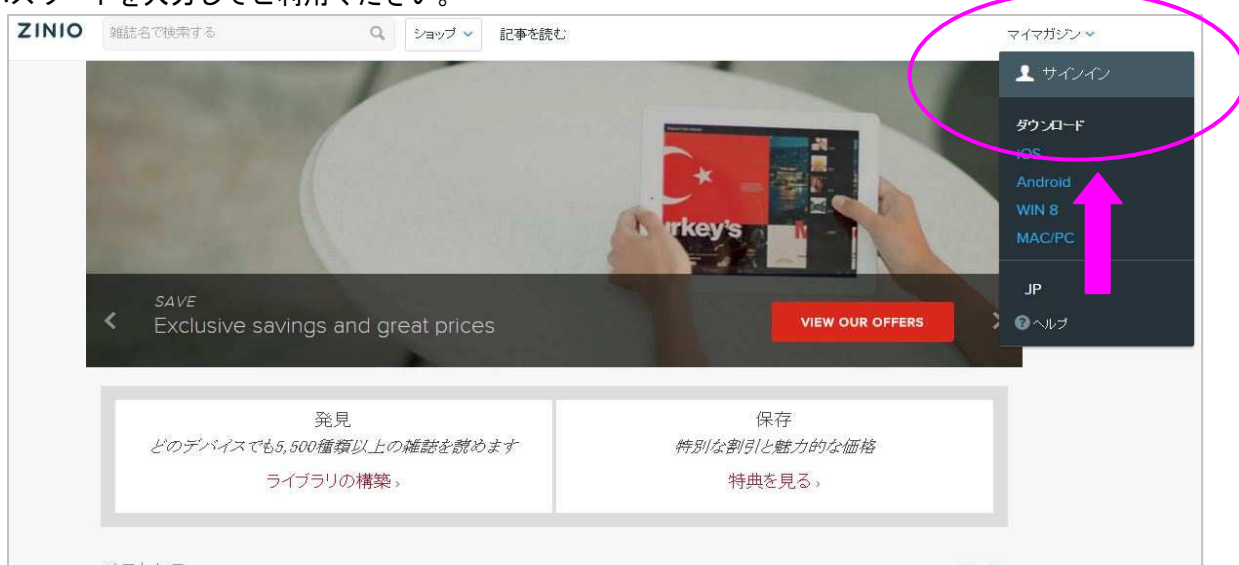 スワードを入力してご利用ください。
ZINIO 雑誌名で検索する ショップ 記事を読む マイマガジン
サインイン
ダウンロード
iOS
Android
WIN 8
MAC/PC
JP
ヘルプ
rkey's
SAVE
Exclusive savings and great prices
VIEW OUR OFFERS
発見
どのデバイスでも5,500種類以上の雑誌を読めます
ライブラリの構築 ›
保存
特別な割引と魅力的な価格
特典を見る ›